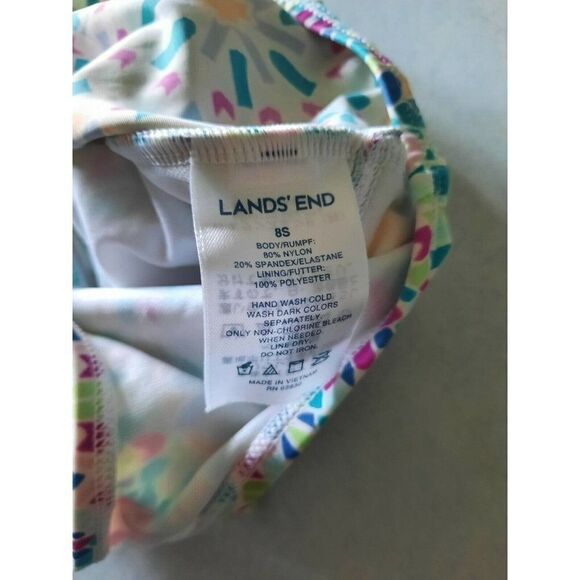 LANDS' END
8S
BODY/RUMPF:
80% NYLON
20% SPANDEX/ELASTANE
LINING/FUTTER:
100% POLYESTER
HAND WASH COLD.
WASH DARK COLORS
SEPARATELY.
ONLY NON-CHLORINE BLEACH
WHEN NEEDED.
LINE DRY.
DO NOT IRON.
MADE IN VIETNAM
RN